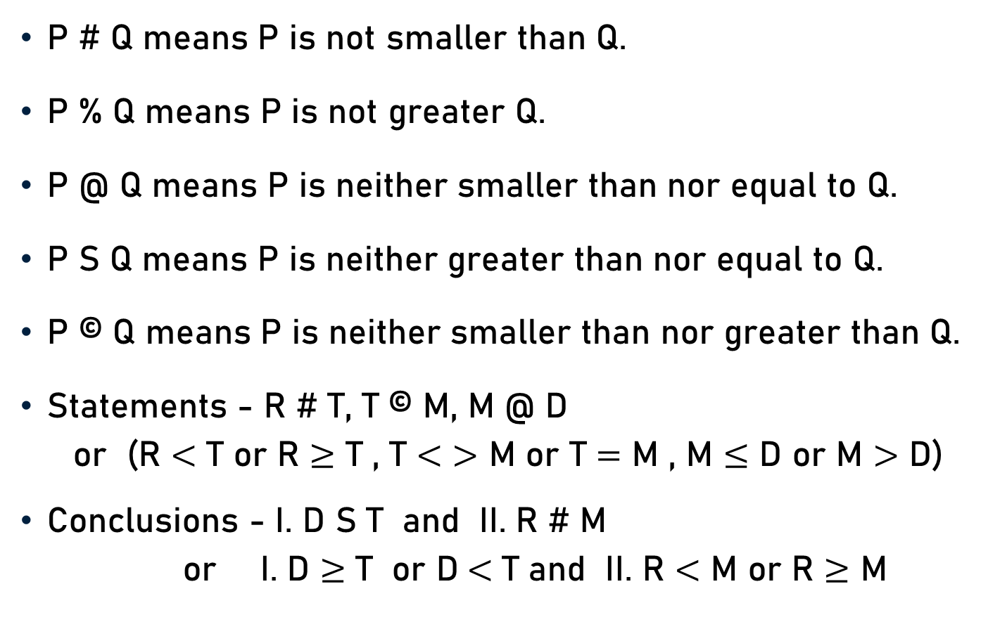 • P # Q means P is not smaller than Q.
• P % Q means P is not greater Q.
• P @ Q means P is neither smaller than nor equal to Q.
• P S Q means P is neither greater than nor equal to Q.
• P © Q means P is neither smaller than nor greater than Q.
• Statements - R # T, T © M, M @ D
or (R < T or R ≥ T , T < > M or T = M , M ≤ D or M > D)
• Conclusions - I. D S T and II. R # M
or I. D ≥ T or D < T and II. R < M or R ≥ M